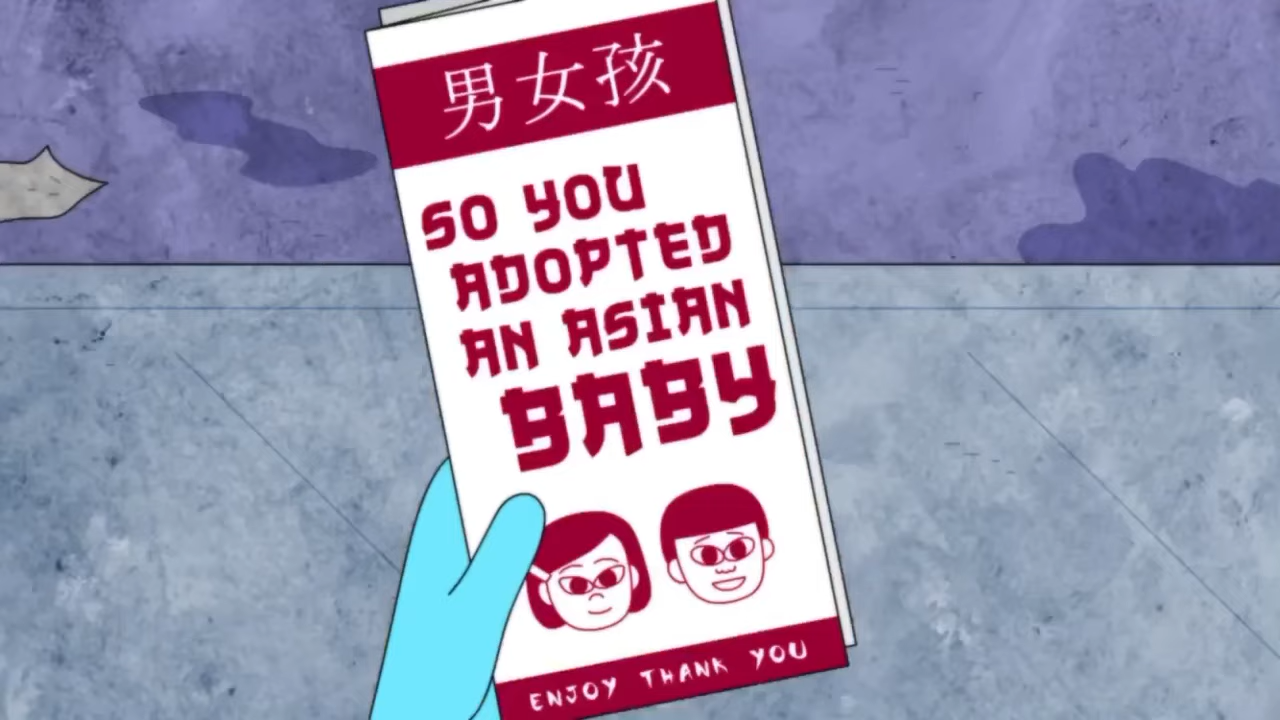 男女孩
SO YOU
ADOPTED
AN ASIAN
BABY
ENJOY THANK YOU